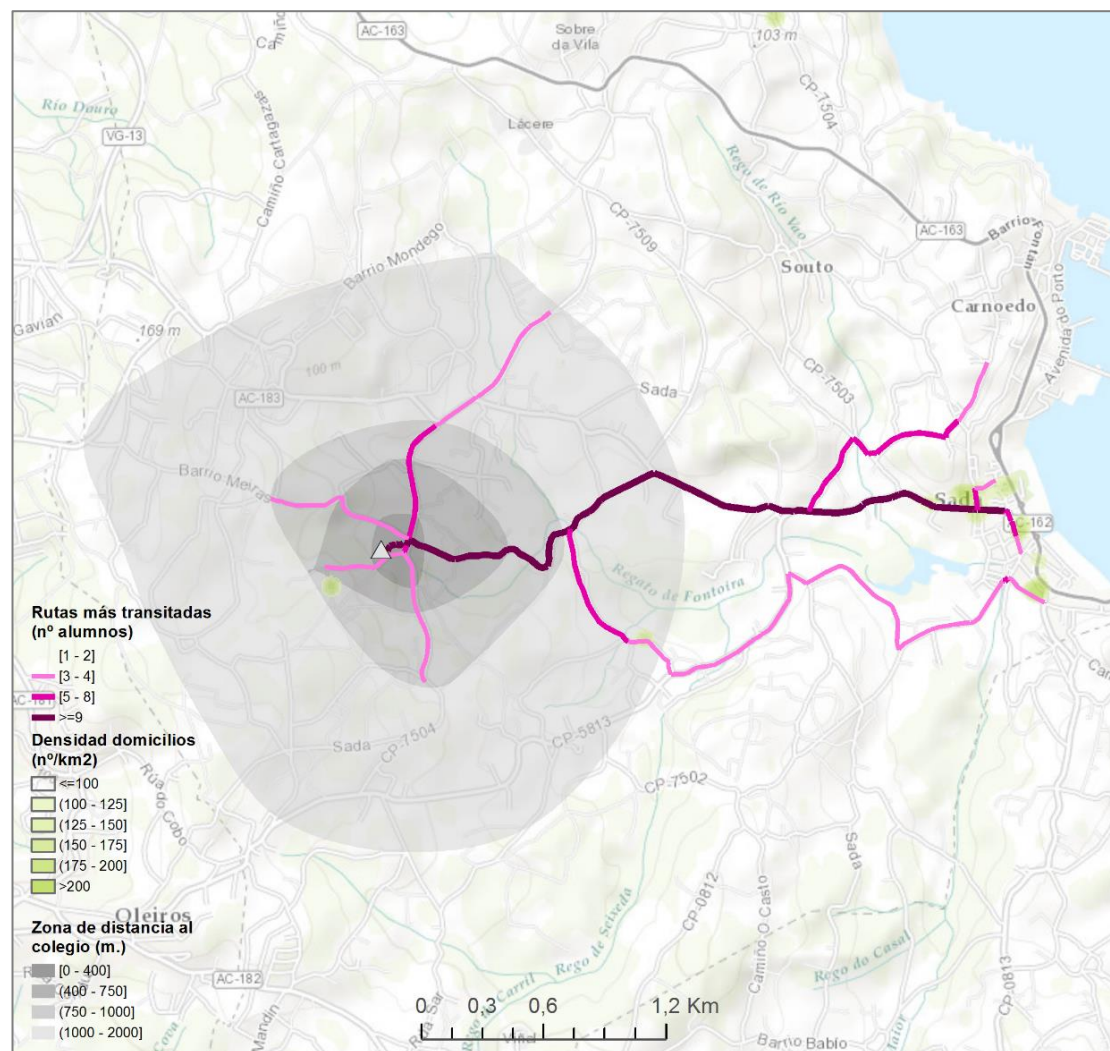 AC-163
Sobre
da Vila
103 m
CP-7504
Río Douro
VG-13
Camiño Cartagazas
Lácere
Rego de Río Vao
CP-7509
AC-163
Barrio Fontan
Souto
Barrio Mondego
Carnoedo
Avenida do Porto
Gavian
169 m
100 m
CP-7503
Sada
AC-183
Barrio Meiras
AC-162
Regato de Fontoira
Rutas más transitadas
(nº alumnos)
[1 - 2]
[3 - 4]
[5 - 8]
>=9
Densidad domicilios
(nº/km2)
<=100
(100 - 125]
(125 - 150]
(150 - 175]
(175 - 200]
>200
Sada
CP-7504
CP-5813
Rúa do Cobo
CP-7502
Sada
CP-0812
Camiño O Casto
Oleiros
Zona de distancia al
colegio (m.)
[0 - 400]
(400 - 750]
(750 - 1000]
(1000 - 2000]
AC-182
Rego de Seixeda
Rego do Casal
CP-0813
0 0,3 0,6 1,2 Km
Barrio Babío